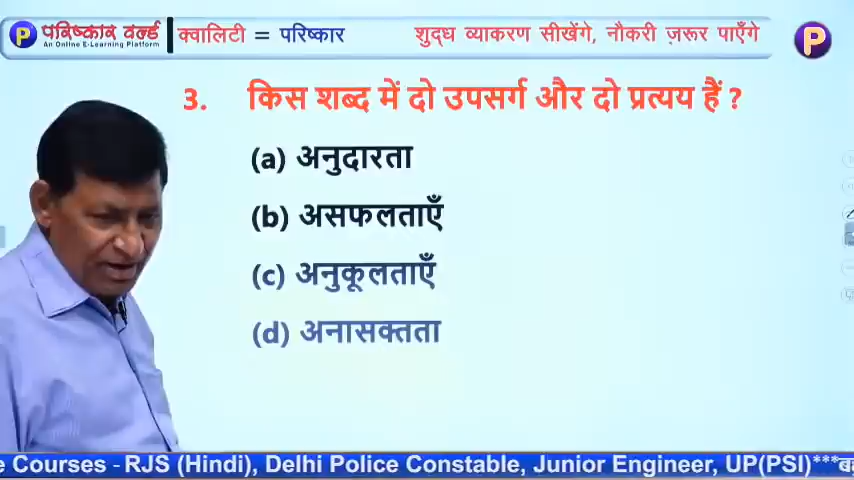 परिष्कार वर्ल्ड
An Online E-Learning Platform
क्वालिटी = परिष्कार
शुद्ध व्याकरण सीखेंगे, नौकरी ज़रूर पाएँगे
3. किस शब्द में दो उपसर्ग और दो प्रत्यय हैं ?
(a) अनुदारता
(b) असफलताएँ
(c) अनुकूलताएँ
(d) अनासक्तता
e Courses - RJS (Hindi), Delhi Police Constable, Junior Engineer, UP(PSI)***ब